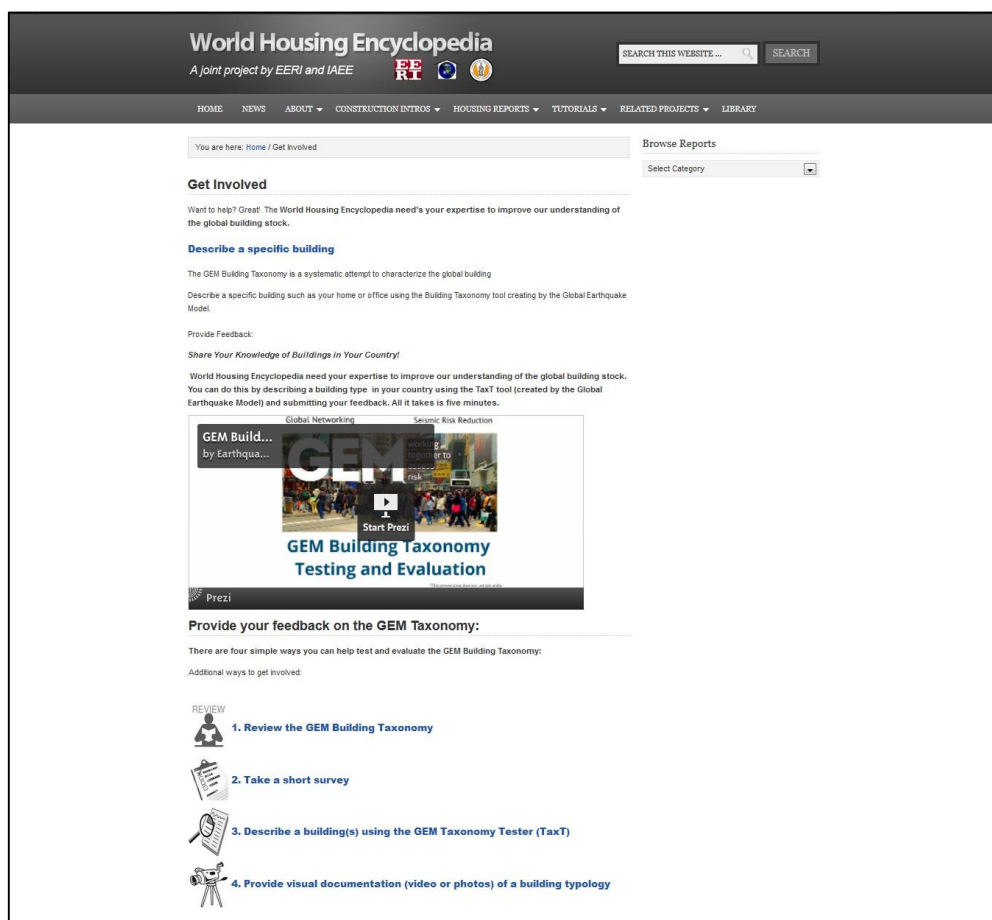 World Housing Encyclopedia
A joint project by EERI and IAEE
EE
RI
SEARCH THIS WEBSITE ...
SEARCH
HOME NEWS ABOUT CONSTRUCTION INTROS HOUSING REPORTS TUTORIALS RELATED PROJECTS LIBRARY
You are here: Home / Get Involved
Browse Reports
Select Category
Get Involved
Want to help? Great! The World Housing Encyclopedia need's your expertise to improve our understanding of
the global building stock.
Describe a specific building
The GEM Building Taxonomy is a systematic attempt to characterize the global building
Describe a specific building such as your home or office using the Building Taxonomy tool creating by the Global Earthquake
Model.
Provide Feedback:
Share Your Knowledge of Buildings in Your Country!
World Housing Encyclopedia need your expertise to improve our understanding of the global building stock.
You can do this by describing a building type in your country using the TaxT tool (created by the Global
Earthquake Model) and submitting your feedback. All it takes is five minutes.
Global Networking Seismic Risk Reduction
GEM Build...
by Earthqua...
GEM
working
together to
assess
risk
Start Prezi
GEM Building Taxonomy
Testing and Evaluation
Prezi
Provide your feedback on the GEM Taxonomy:
There are four simple ways you can help test and evaluate the GEM Building Taxonomy:
Additional ways to get involved:
REVIEW
1. Review the GEM Building Taxonomy
2. Take a short survey
3. Describe a building(s) using the GEM Taxonomy Tester (TaxT)
4. Provide visual documentation (video or photos) of a building typology